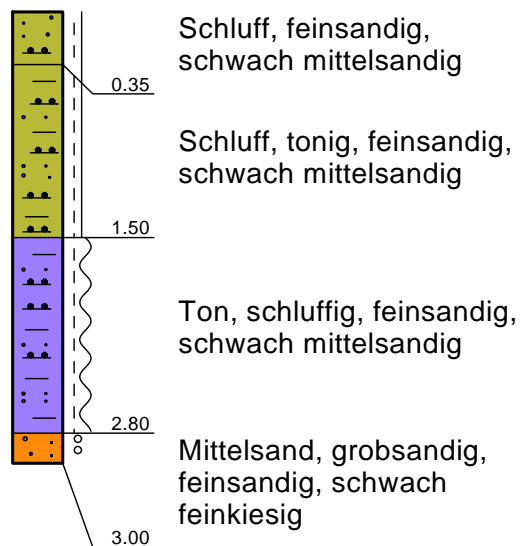 Schluff, feinsandig,
schwach mittelsandig
0.35
Schluff, tonig, feinsandig,
schwach mittelsandig
1.50
Ton, schluffig, feinsandig,
schwach mittelsandig
2.80
Mittelsand, grobsandig,
feinsandig, schwach
feinkiesig
3.00